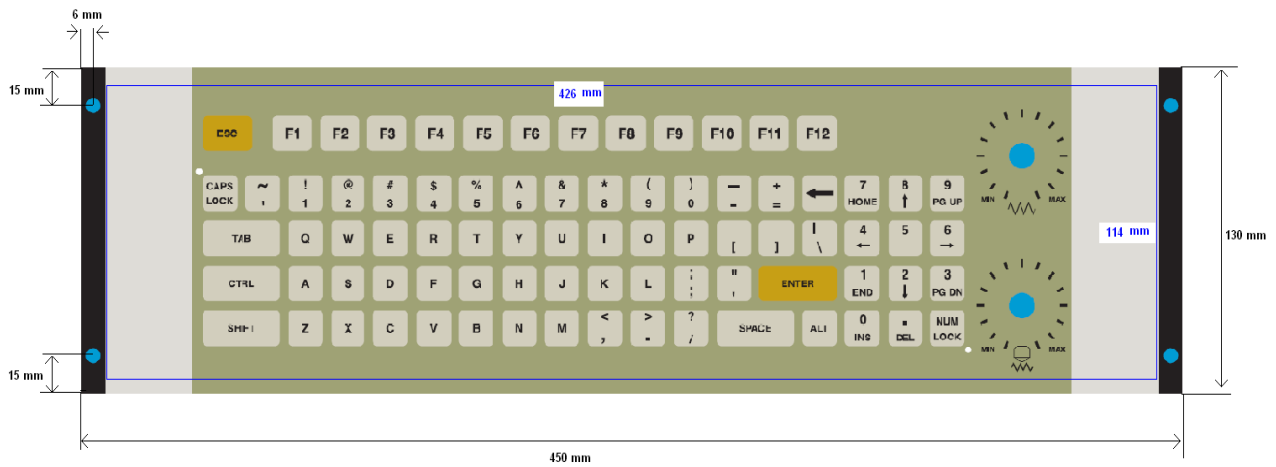 6 mm
15 mm
426 mm
ESC F1 F2 F3 F4 F5 F6 F7 F8 F9 F10 F11 F12
CAPS LOCK ~ ' ! 1 @ 2 # 3 $ 4 % 5 ^ 6 & 7 * 8 ( 9 ) 0 — - + = ← 7 HOME 8 ↑ 9 PG UP
MIN MAX
TAB Q W E R T Y U I O P [ ] | \ 4 ← 5 6 →
114 mm
130 mm
CTRL A S D F G H J K L ; " ' ENTER 1 END 2 ↓ 3 PG DN
SHIFT Z X C V B N M < , > - ? / SPACE ALT 0 INS . DEL NUM LOCK
MIN MAX
15 mm
450 mm